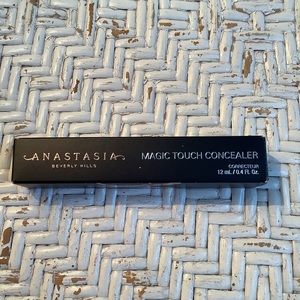 ANASTASIA
BEVERLY HILLS
MAGIC TOUCH CONCEALER
CORRECTEUR
12 mL / 0.4 Fl. Oz.